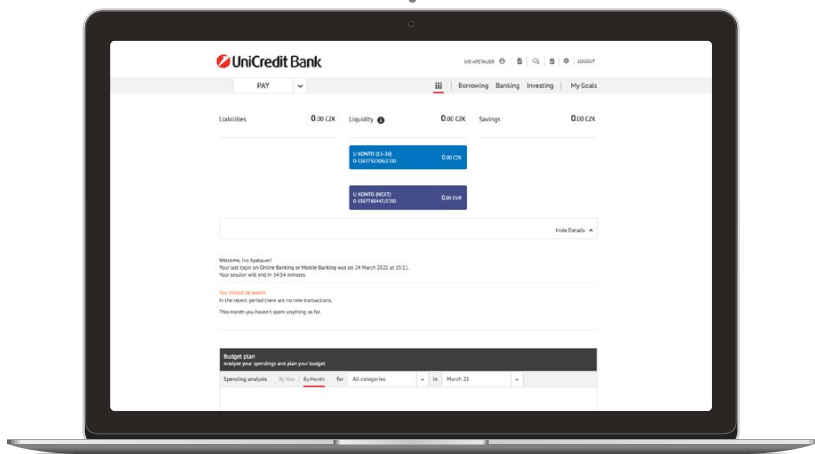 UniCredit Bank
IVO APETAUER
LOGOUT
PAY
Borrowing Banking Investing My Goals
Liabilities 0.00 CZK Liquidity 0.00 CZK Savings 0.00 CZK
U KONTO (15-26)
0.00 CZK
U KONTO (NEXT)
0.00 EUR
Hide Details
Welcome, Ivo Apetauer!
Your last login on Online Banking or Mobile Banking was on 24 March 2021 at 15:11.
Your session will end in 14:54 minutes
You should be aware
In the recent period there are no new transactions.
This month you haven't spent anything so far.
Budget plan
Analyze your spendings and plan your budget
Spending analysis By Year By Month for All categories in March 21